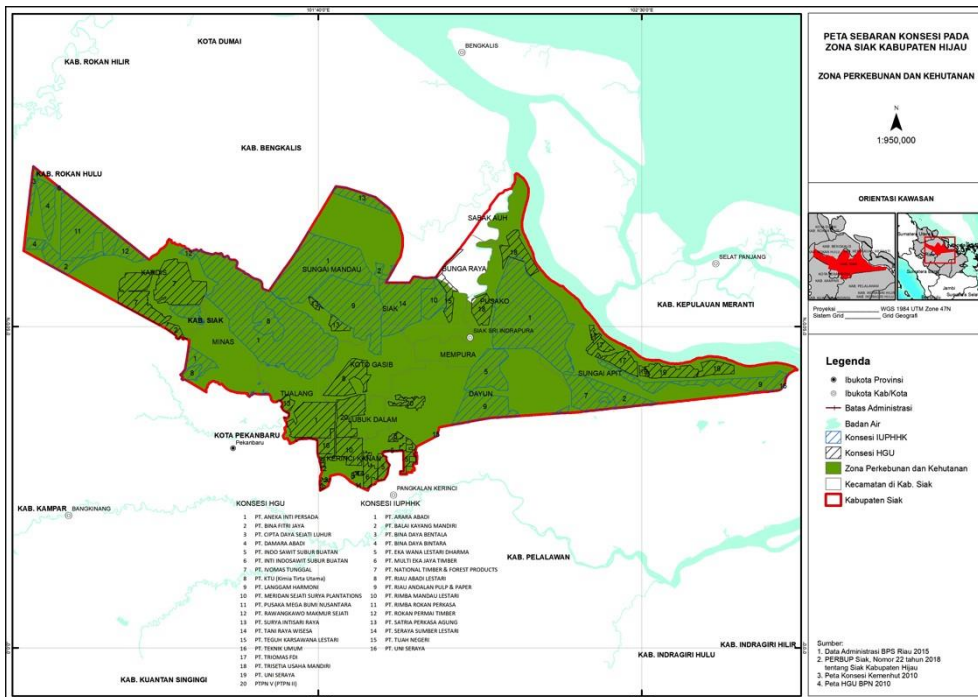 101°40'0"E
102°30'0"E
KOTA DUMAI
BENGKALIS
KAB. ROKAN HILIR
KAB. BENGKALIS
KAB. ROKAN HULU
SABAK AUH
SUNGAI MANDAU
BUNGA RAYA
SELAT PANJANG
KANDIS
SIAK
PUSAKO
KAB. KEPULAUAN MERANTI
KAB. SIAK
SIAK SRI INDRAPURA
MINAS
MEMPURA
KOTO GASIB
SUNGAI APIT
TUALANG
DAYUN
LUBUK DALAM
KOTA PEKANBARU
Pekanbaru
KERINCI KANAN
PANGKALAN KERINCI
KAB. KAMPAR
BANGKINANG
KAB. PELALAWAN
KONSESI HGU
1 PT. ANEKA INTI PERSADA
2 PT. BINA FITRI JAYA
3 PT. CIPTA DAYA SEJATI LUHUR
4 PT. DAMARA ABADI
5 PT. INDO SAWIT SUBUR BUATAN
6 PT. INTI INDOSAWIT SUBUR BUATAN
7 PT. IVOMAS TUNGGAL
8 PT. KTU (Kimia Tirta Utama)
9 PT. LANGGAM HARMONI
10 PT. MERIDAN SEJATI SURYA PLANTATIONS
11 PT. PUSAKA MEGA BUMI NUSANTARA
12 PT. RAWANGKAWO MAKMUR SEJATI
13 PT. SURYA INTISARI RAYA
14 PT. TANI RAYA WISESA
15 PT. TEGUH KARSAWANA LESTARI
16 PT. TEKNIK UMUM
17 PT. TRIOMAS FDI
18 PT. TRISETIA USAHA MANDIRI
19 PT. UNI SERAYA
20 PTPN V (PTPN II)
KONSESI IUPHHK
1 PT. ARARA ABADI
2 PT. BALAI KAYANG MANDIRI
3 PT. BINA DAYA BENTALA
4 PT. BINA DAYA BINTARA
5 PT. EKA WANA LESTARI DHARMA
6 PT. MULTI EKA JAYA TIMBER
7 PT. NATIONAL TIMBER & FOREST PRODUCTS
8 PT. RIAU ABADI LESTARI
9 PT. RIAU ANDALAN PULP & PAPER
10 PT. RIMBA MANDAU LESTARI
11 PT. RIMBA ROKAN PERKASA
12 PT. ROKAN PERMAI TIMBER
13 PT. SATRIA PERKASA AGUNG
14 PT. SERAYA SUMBER LESTARI
15 PT. TUAH NEGERI
16 PT. UNI SERAYA
KAB. KUANTAN SINGINGI
KAB. INDRAGIRI HULU
KAB. INDRAGIRI HILIR
PETA SEBARAN KONSESI PADA
ZONA SIAK KABUPATEN HIJAU
ZONA PERKEBUNAN DAN KEHUTANAN
N
1:950,000
ORIENTASI KAWASAN
Jambi
Proyeksi WGS 1984 UTM Zone 47N
Sistem Grid Grid Geografi
Legenda
Ibukota Provinsi
Ibukota Kab/Kota
Batas Administrasi
Badan Air
Konsesi IUPHHK
Konsesi HGU
Zona Perkebunan dan Kehutanan
Kecamatan di Kab. Siak
Kabupaten Siak
Sumber:
1. Data Administrasi BPS Riau 2015
2. PERBUP Siak, Nomor 22 tahun 2018
tentang Siak Kabupaten Hijau
3. Peta Konsesi Kemenhut 2010
4. Peta HGU BPN 2010